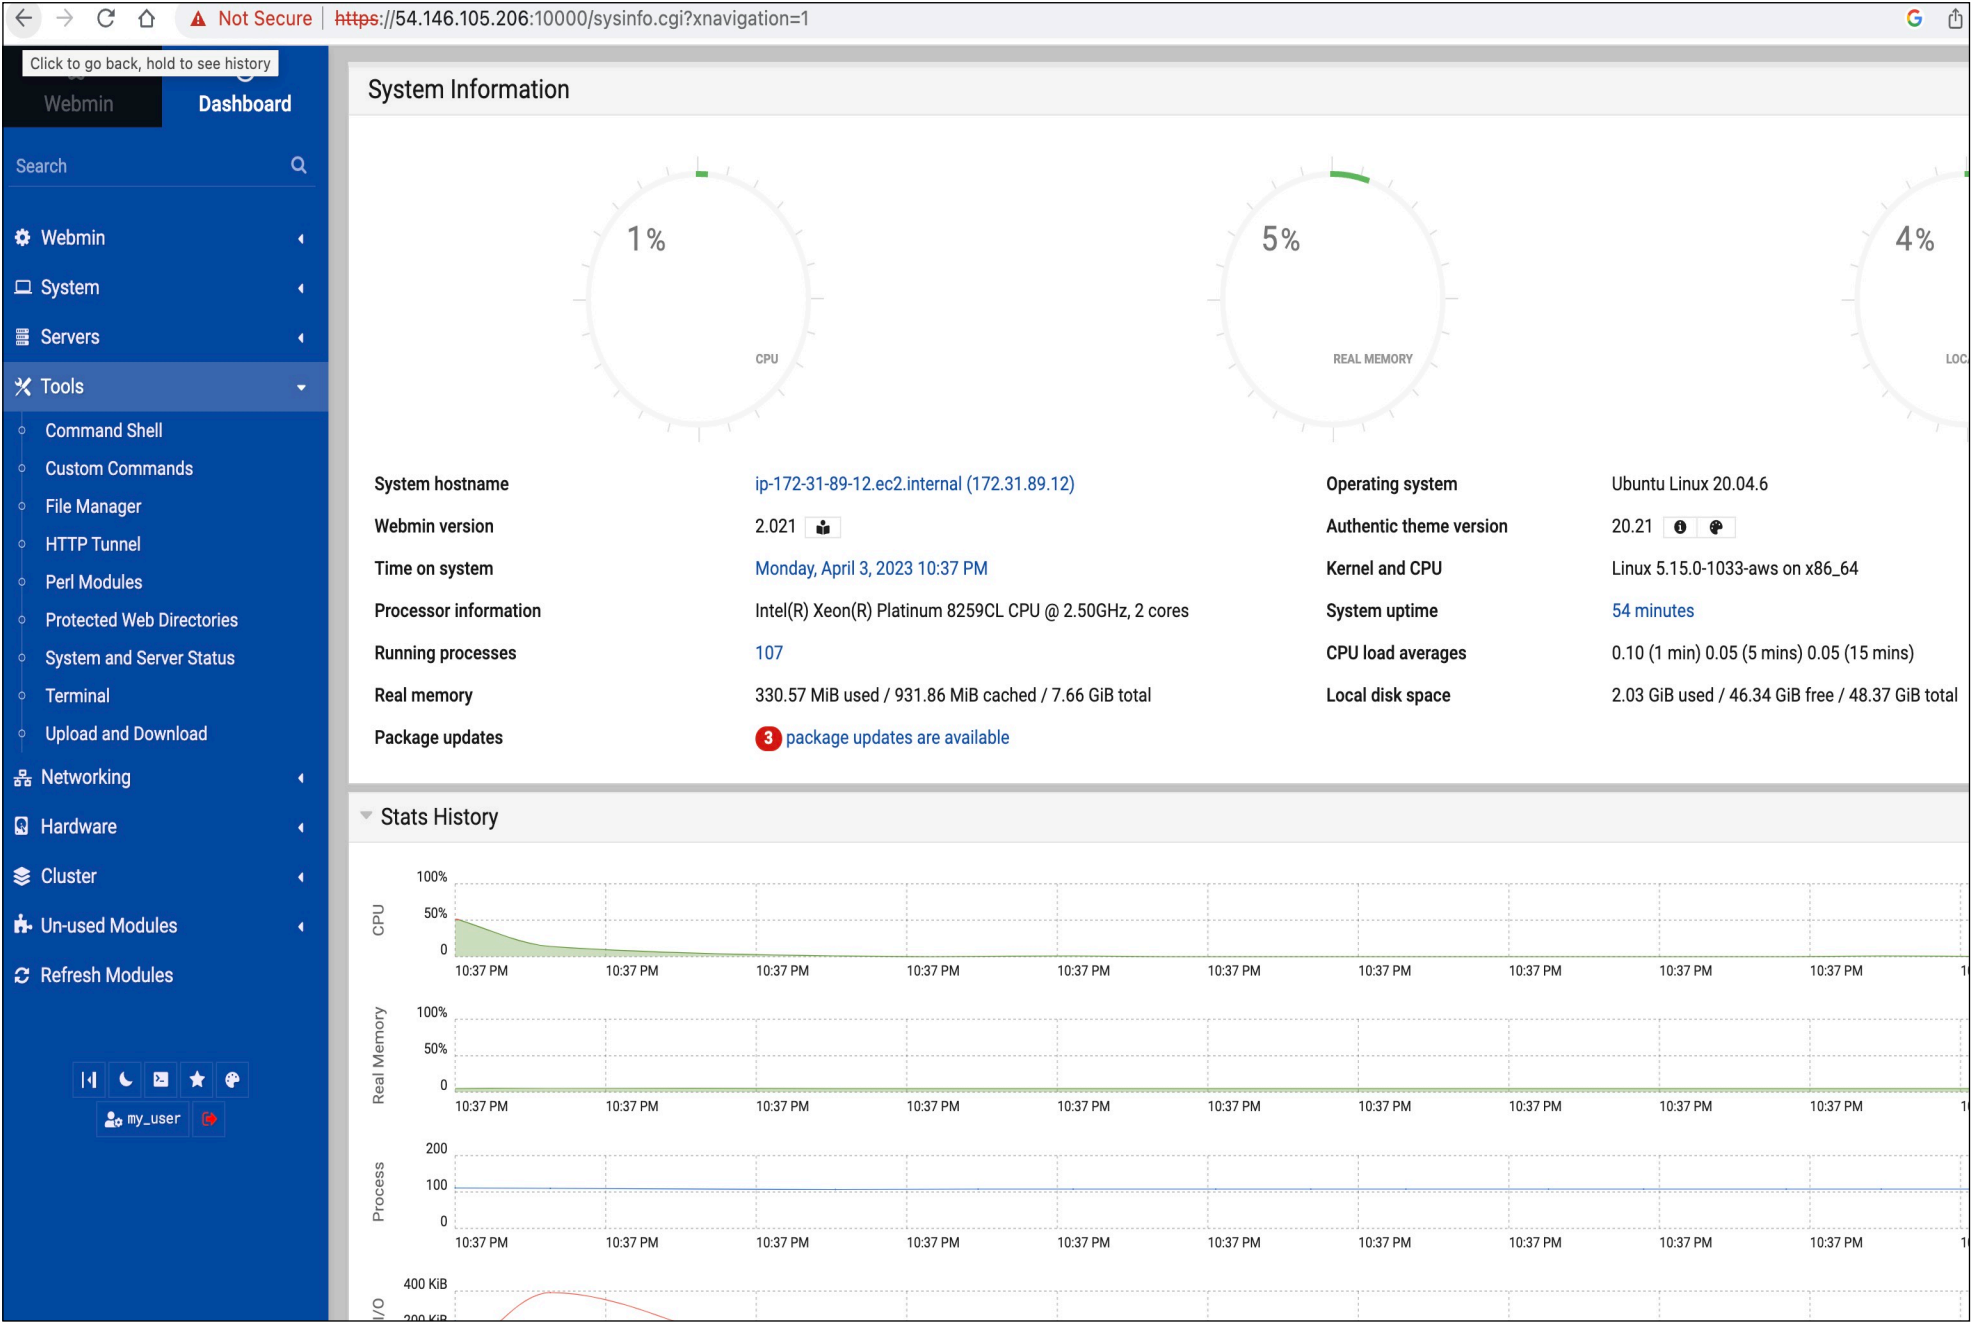 Not Secure https://54.146.105.206:10000/sysinfo.cgi?xnavigation=1
Click to go back, hold to see history
Webmin
Dashboard
Search
Webmin
System
Servers
Tools
Command Shell
Custom Commands
File Manager
HTTP Tunnel
Perl Modules
Protected Web Directories
System and Server Status
Terminal
Upload and Download
Networking
Hardware
Cluster
Un-used Modules
Refresh Modules
my_user
System Information
1%
CPU
5%
REAL MEMORY
4%
System hostname ip-172-31-89-12.ec2.internal (172.31.89.12) Operating system Ubuntu Linux 20.04.6
Webmin version 2.021 Authentic theme version 20.21
Time on system Monday, April 3, 2023 10:37 PM Kernel and CPU Linux 5.15.0-1033-aws on x86_64
Processor information Intel(R) Xeon(R) Platinum 8259CL CPU @ 2.50GHz, 2 cores System uptime 54 minutes
Running processes 107 CPU load averages 0.10 (1 min) 0.05 (5 mins) 0.05 (15 mins)
Real memory 330.57 MiB used / 931.86 MiB cached / 7.66 GiB total Local disk space 2.03 GiB used / 46.34 GiB free / 48.37 GiB total
Package updates 3 package updates are available
Stats History
CPU
100%
50%
0
10:37 PM 10:37 PM 10:37 PM 10:37 PM 10:37 PM 10:37 PM 10:37 PM 10:37 PM 10:37 PM 10:37 PM
Real Memory
100%
50%
0
10:37 PM 10:37 PM 10:37 PM 10:37 PM 10:37 PM 10:37 PM 10:37 PM 10:37 PM 10:37 PM 10:37 PM
Process
200
100
0
10:37 PM 10:37 PM 10:37 PM 10:37 PM 10:37 PM 10:37 PM 10:37 PM 10:37 PM 10:37 PM 10:37 PM
I/O
400 KiB
200 KiB